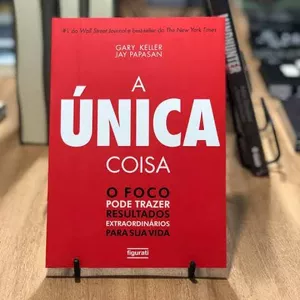 #1 do Wall Street Journal e bestseller do The New York Times
GARY KELLER
JAY PAPASAN
A
ÚNICA
COISA
O FOCO
PODE TRAZER
RESULTADOS
EXTRAORDINÁRIOS
PARA SUA VIDA
figurati